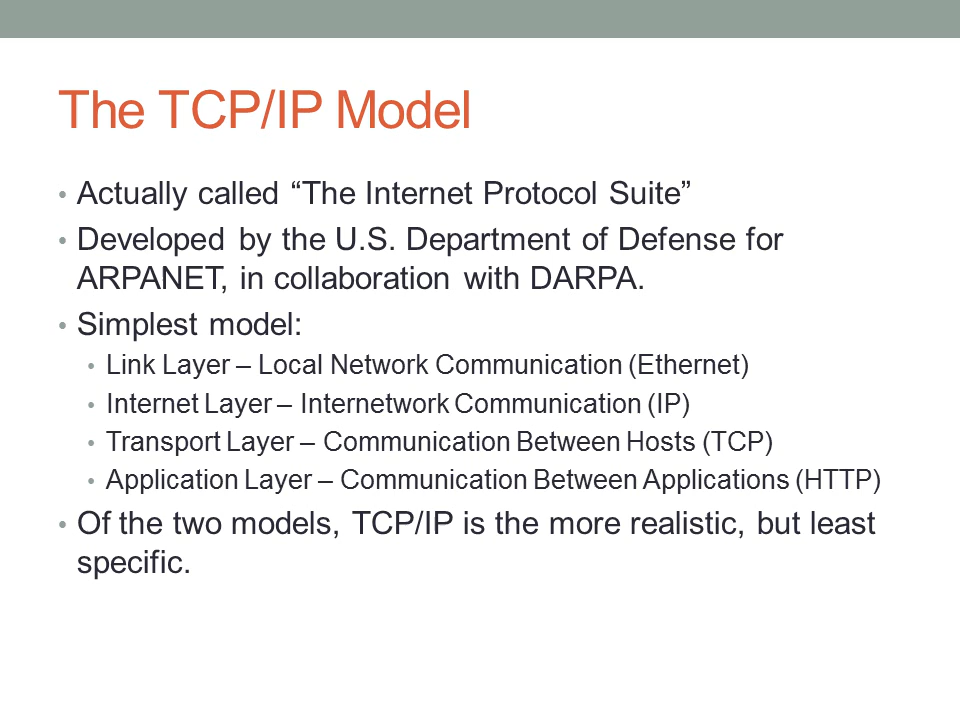 The TCP/IP Model
• Actually called “The Internet Protocol Suite”
• Developed by the U.S. Department of Defense for
ARPANET, in collaboration with DARPA.
• Simplest model:
• Link Layer – Local Network Communication (Ethernet)
• Internet Layer – Internetwork Communication (IP)
• Transport Layer – Communication Between Hosts (TCP)
• Application Layer – Communication Between Applications (HTTP)
• Of the two models, TCP/IP is the more realistic, but least
specific.